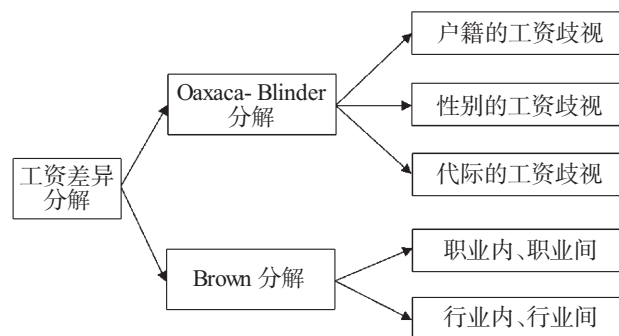 户籍的工资歧视
Oaxaca- Blinder
分解
性别的工资歧视
代际的工资歧视
工资差异
分解
职业内、职业间
Brown 分解
行业内、行业间